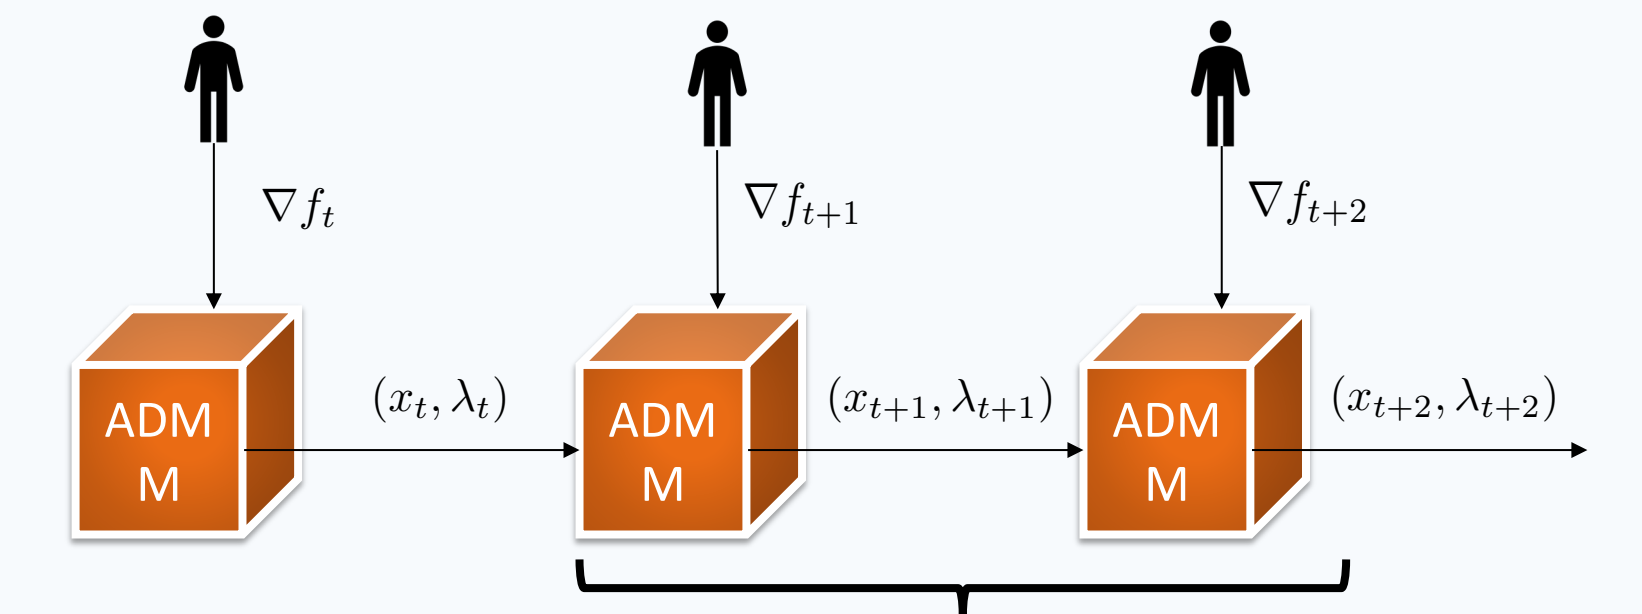 ∇f_t
∇f_{t+1}
∇f_{t+2}
(x_t, λ_t)
(x_{t+1}, λ_{t+1})
(x_{t+2}, λ_{t+2})
ADM
M
ADM
M
ADM
M